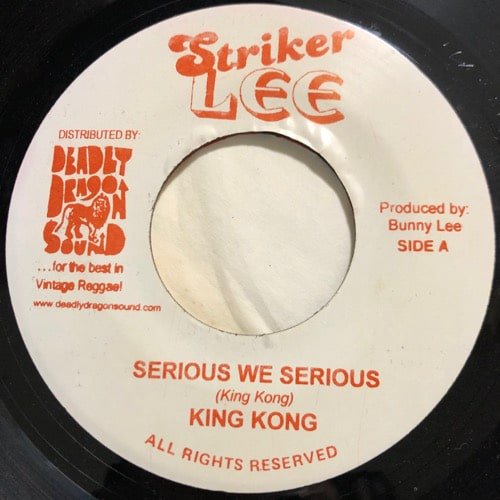 Striker
LEE
DISTRIBUTED BY:
DEADLY
DRAGON
SOUND
...for the best in
Vintage Reggae!
www.deadlydragonsound.com
Produced by:
Bunny Lee
SIDE A
SERIOUS WE SERIOUS
(King Kong)
KING KONG
ALL RIGHTS RESERVED